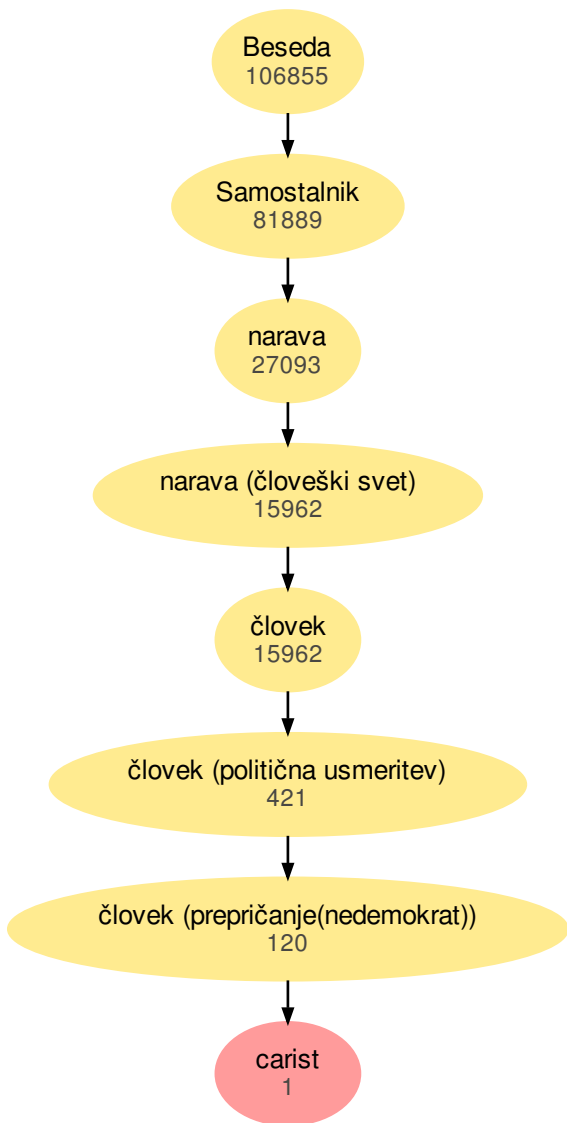 Beseda
106855
Samostalnik
81889
narava
27093
narava (človeški svet)
15962
človek
15962
človek (politična usmeritev)
421
človek (prepričanje(nedemokrat))
120
carist
1